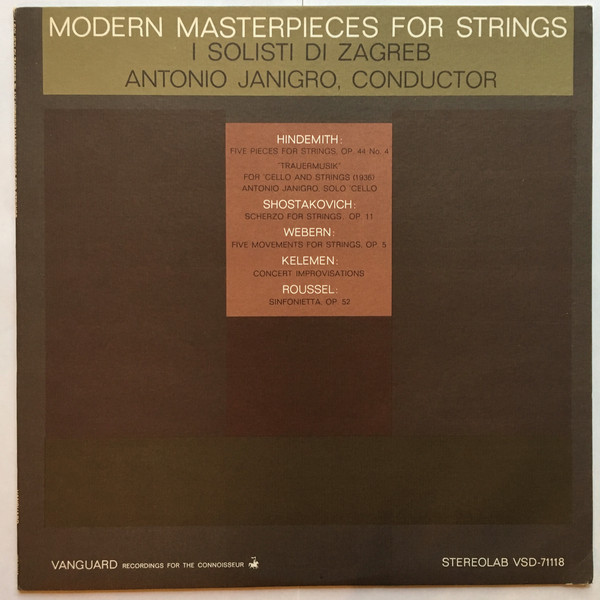 MODERN MASTERPIECES FOR STRINGS
I SOLISTI DI ZAGREB
ANTONIO JANIGRO, CONDUCTOR
HINDEMITH:
FIVE PIECES FOR STRINGS, OP. 44 No. 4
"TRAUERMUSIK"
FOR 'CELLO AND STRINGS (1936)
ANTONIO JANIGRO, SOLO 'CELLO
SHOSTAKOVICH:
SCHERZO FOR STRINGS, OP. 11
WEBERN:
FIVE MOVEMENTS FOR STRINGS, OP. 5
KELEMEN:
CONCERT IMPROVISATIONS
ROUSSEL:
SINFONIETTA, OP. 52
VANGUARD RECORDINGS FOR THE CONNOISSEUR
STEREOLAB VSD-71118